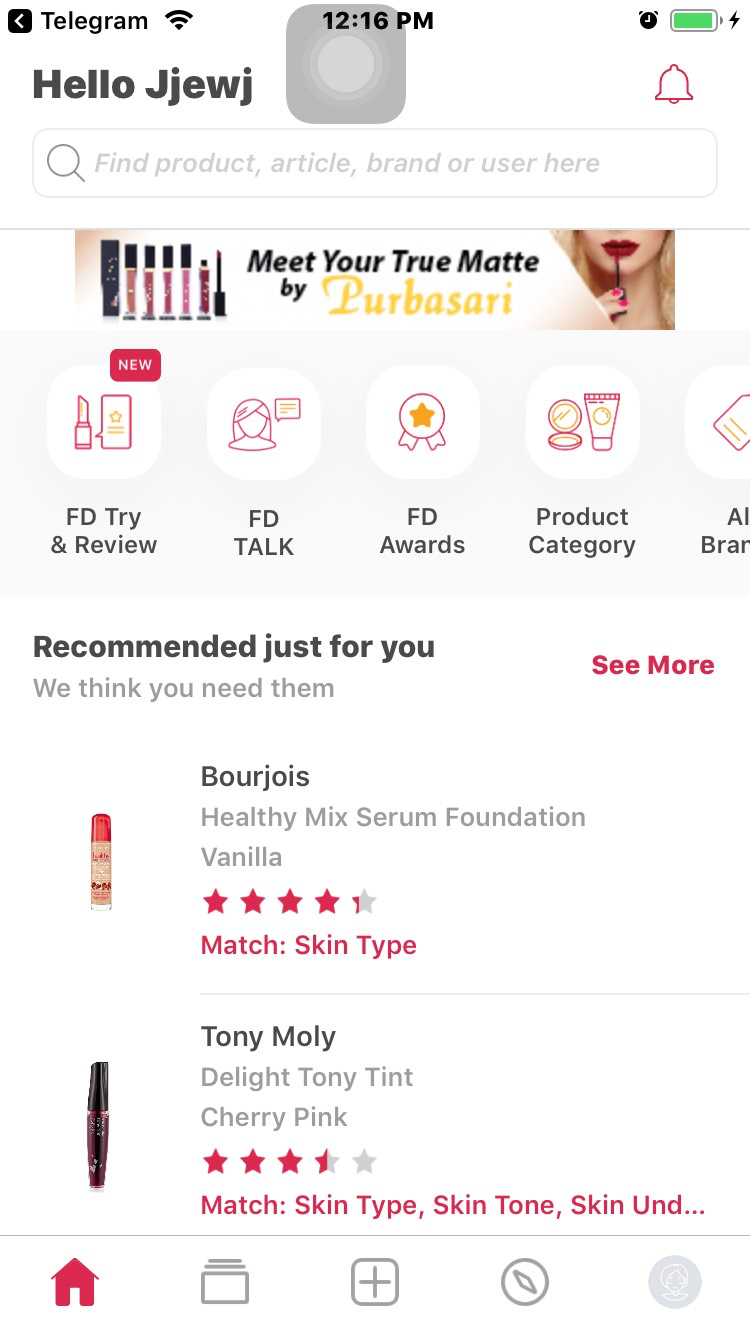 Telegram
12:16 PM
Hello Jjewj
Find product, article, brand or user here
Meet Your True Matte
by Purbasari
NEW
FD Try
& Review
FD
TALK
FD
Awards
Product
Category
Al
Bran
Recommended just for you
We think you need them
See More
Bourjois
Healthy Mix Serum Foundation
Vanilla
healthy
Match: Skin Type
Tony Moly
Delight Tony Tint
Cherry Pink
Match: Skin Type, Skin Tone, Skin Und...